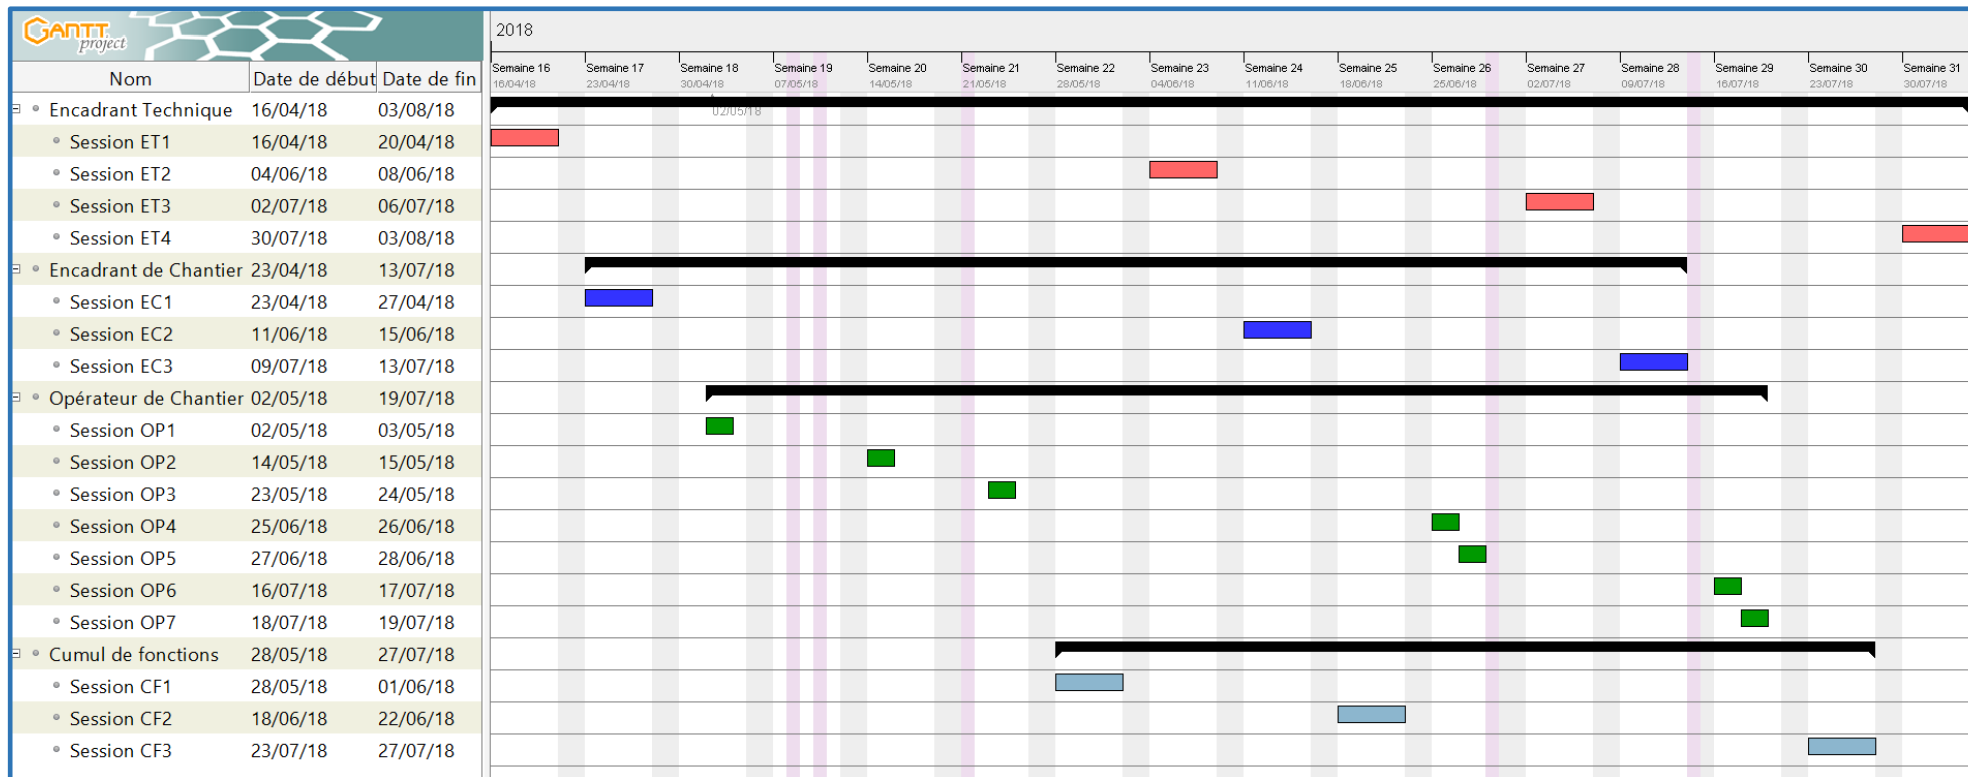 GANTT
project
2018
Nom Date de début Date de fin
Semaine 16 Semaine 17 Semaine 18 Semaine 19 Semaine 20 Semaine 21 Semaine 22 Semaine 23 Semaine 24 Semaine 25 Semaine 26 Semaine 27 Semaine 28 Semaine 29 Semaine 30 Semaine 31
16/04/18 23/04/18 30/04/18 07/05/18 14/05/18 21/05/18 28/05/18 04/06/18 11/06/18 18/06/18 25/06/18 02/07/18 09/07/18 16/07/18 23/07/18 30/07/18
Encadrant Technique 16/04/18 03/08/18
02/05/18
Session ET1 16/04/18 20/04/18
Session ET2 04/06/18 08/06/18
Session ET3 02/07/18 06/07/18
Session ET4 30/07/18 03/08/18
Encadrant de Chantier 23/04/18 13/07/18
Session EC1 23/04/18 27/04/18
Session EC2 11/06/18 15/06/18
Session EC3 09/07/18 13/07/18
Opérateur de Chantier 02/05/18 19/07/18
Session OP1 02/05/18 03/05/18
Session OP2 14/05/18 15/05/18
Session OP3 23/05/18 24/05/18
Session OP4 25/06/18 26/06/18
Session OP5 27/06/18 28/06/18
Session OP6 16/07/18 17/07/18
Session OP7 18/07/18 19/07/18
Cumul de fonctions 28/05/18 27/07/18
Session CF1 28/05/18 01/06/18
Session CF2 18/06/18 22/06/18
Session CF3 23/07/18 27/07/18